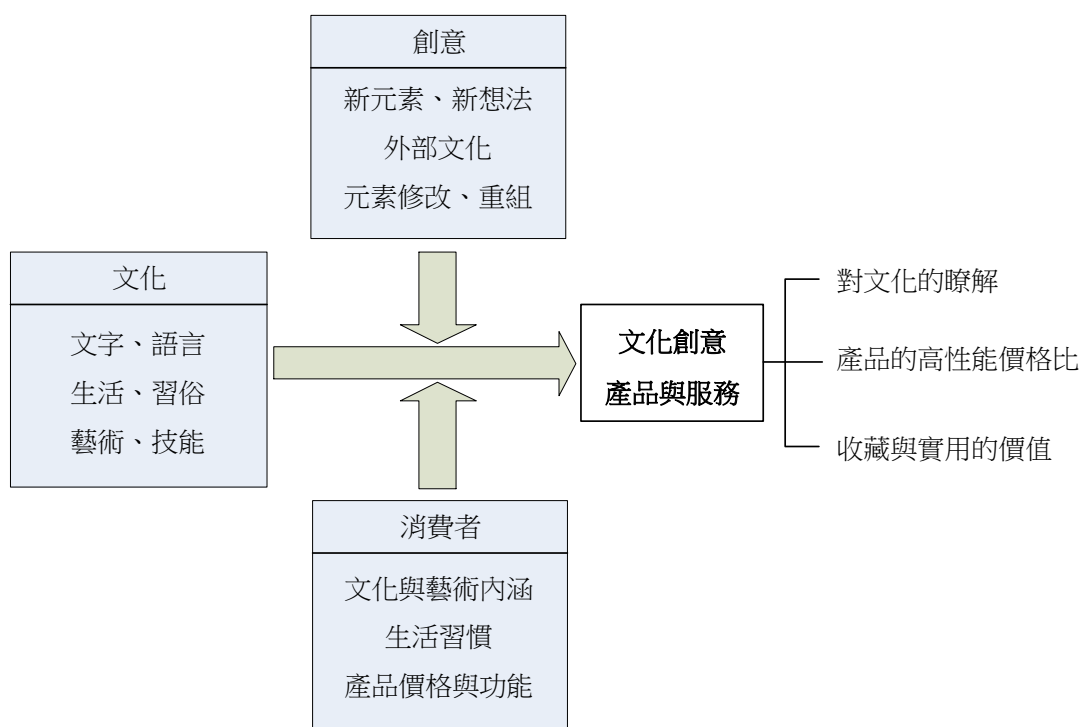 創意
新元素、新想法
外部文化
元素修改、重組
文化
文字、語言
生活、習俗
藝術、技能
文化創意
產品與服務
對文化的瞭解
產品的高性能價格比
收藏與實用的價值
消費者
文化與藝術內涵
生活習慣
產品價格與功能